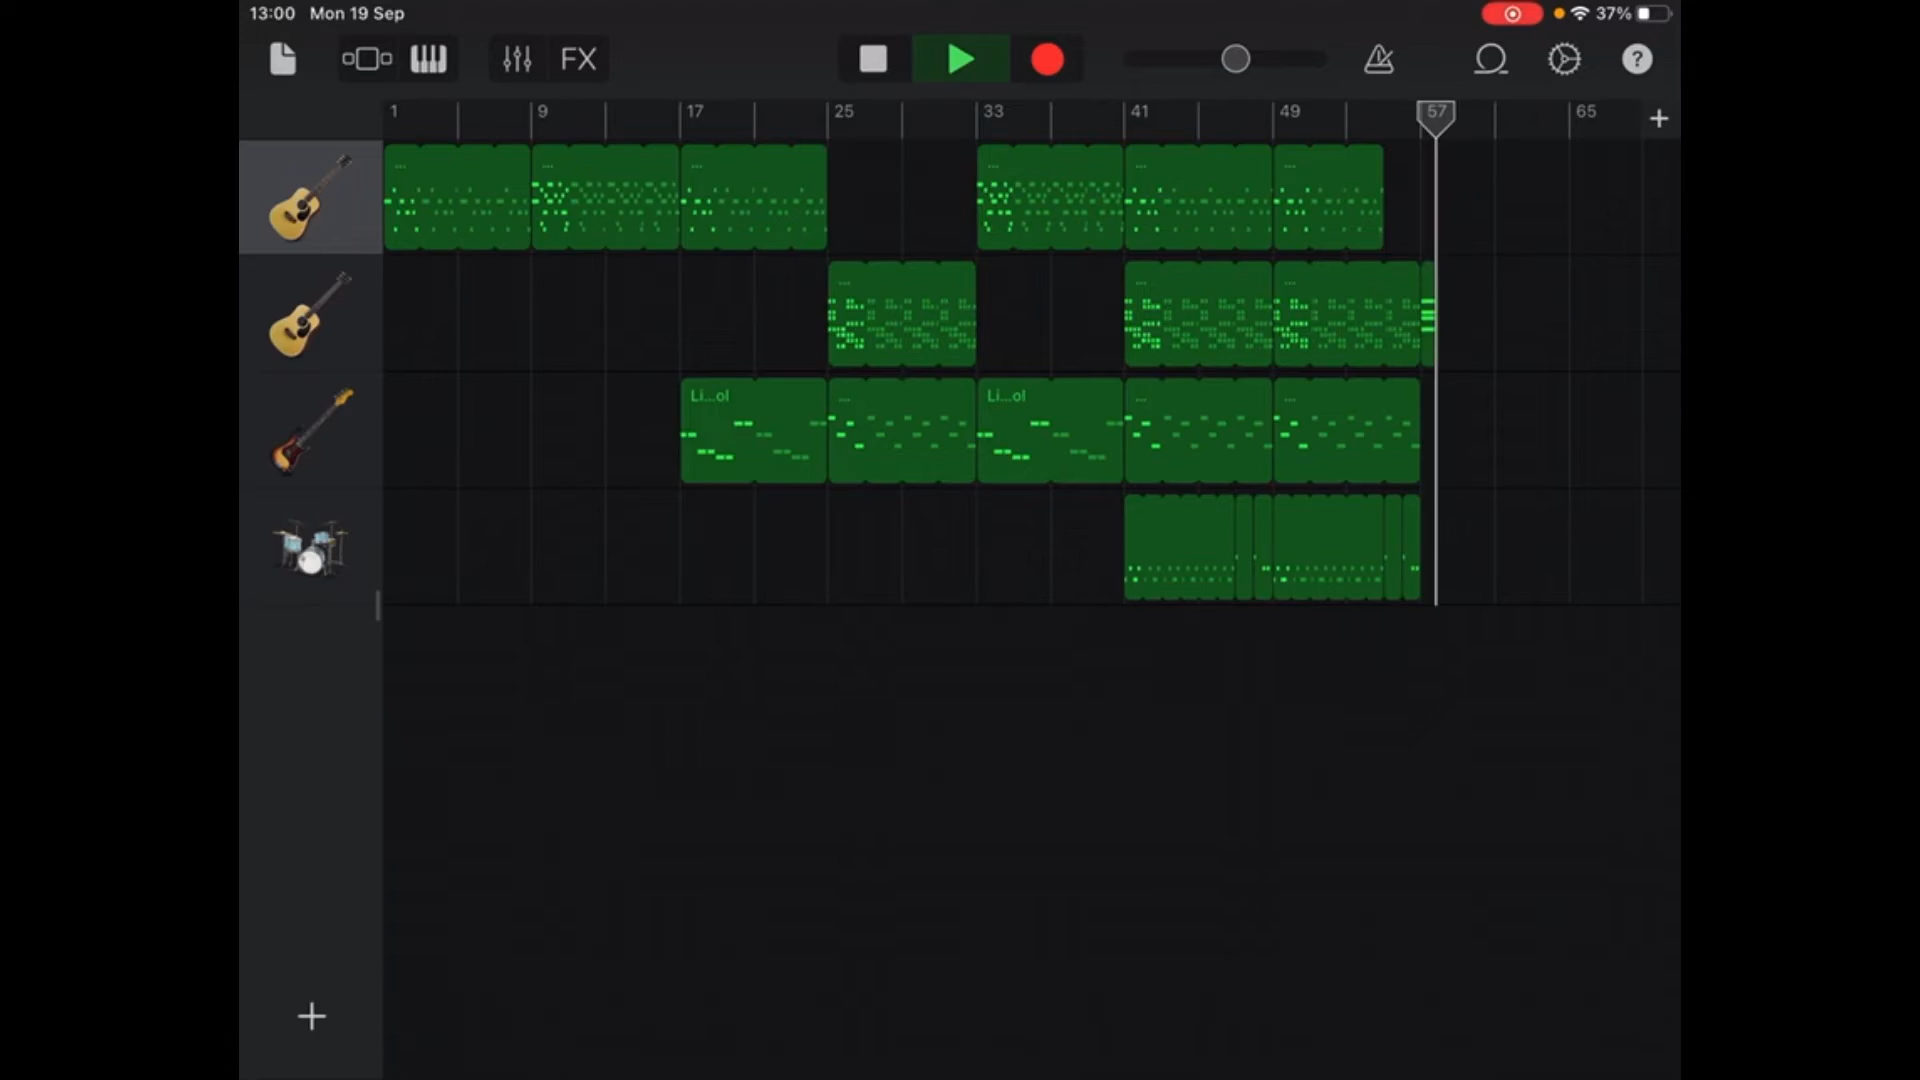 13:00 Mon 19 Sep 37%
FX ?
1 9 17 25 33 41 49 57 65 +
... ... ... ... ... ...
... ... ...
Li...ol ... Li...ol ... ...
+